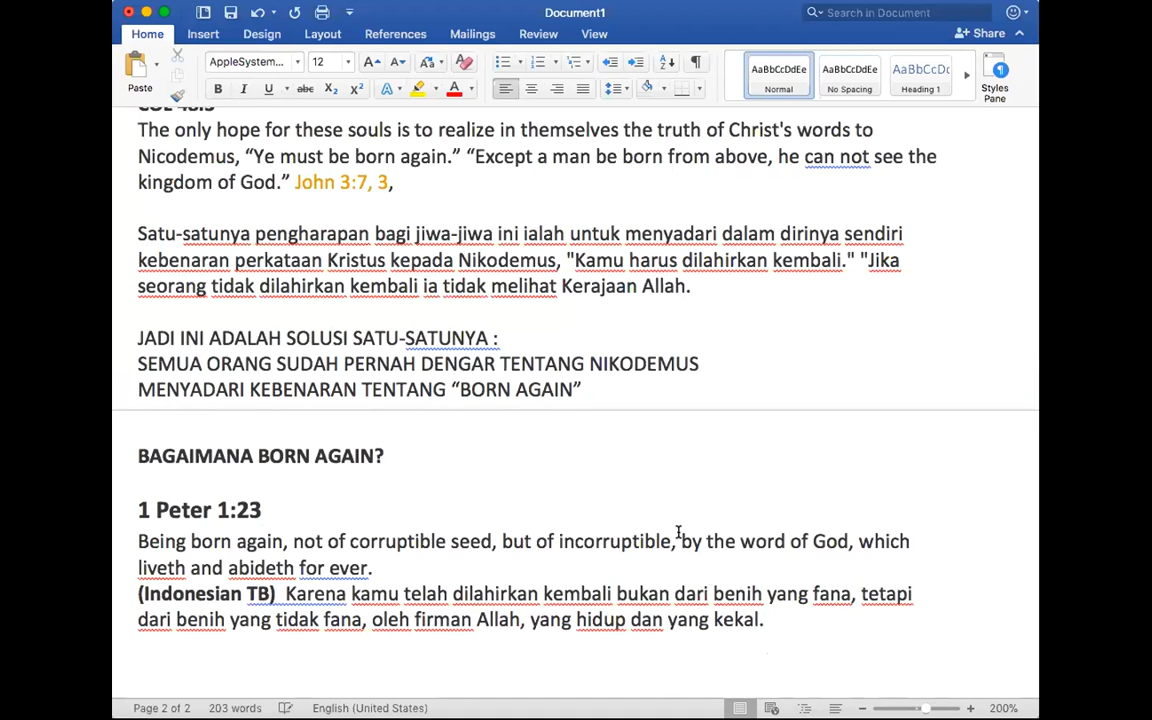 Document1
Search in Document
Home Insert Design Layout References Mailings Review View Share
Paste
AppleSystem... 12
AaBbCcDdEe AaBbCcDdEe AaBbCcDc
Normal No Spacing Heading 1 Styles Pane
COL 48.3
The only hope for these souls is to realize in themselves the truth of Christ's words to
Nicodemus, “Ye must be born again.” “Except a man be born from above, he can not see the
kingdom of God.” John 3:7, 3,
Satu-satunya pengharapan bagi jiwa-jiwa ini ialah untuk menyadari dalam dirinya sendiri
kebenaran perkataan Kristus kepada Nikodemus, "Kamu harus dilahirkan kembali." "Jika
seorang tidak dilahirkan kembali ia tidak melihat Kerajaan Allah.
JADI INI ADALAH SOLUSI SATU-SATUNYA :
SEMUA ORANG SUDAH PERNAH DENGAR TENTANG NIKODEMUS
MENYADARI KEBENARAN TENTANG “BORN AGAIN”
BAGAIMANA BORN AGAIN?
1 Peter 1:23
Being born again, not of corruptible seed, but of incorruptible, by the word of God, which
liveth and abideth for ever.
(Indonesian TB) Karena kamu telah dilahirkan kembali bukan dari benih yang fana, tetapi
dari benih yang tidak fana, oleh firman Allah, yang hidup dan yang kekal.
Page 2 of 2 203 words English (United States) 200%